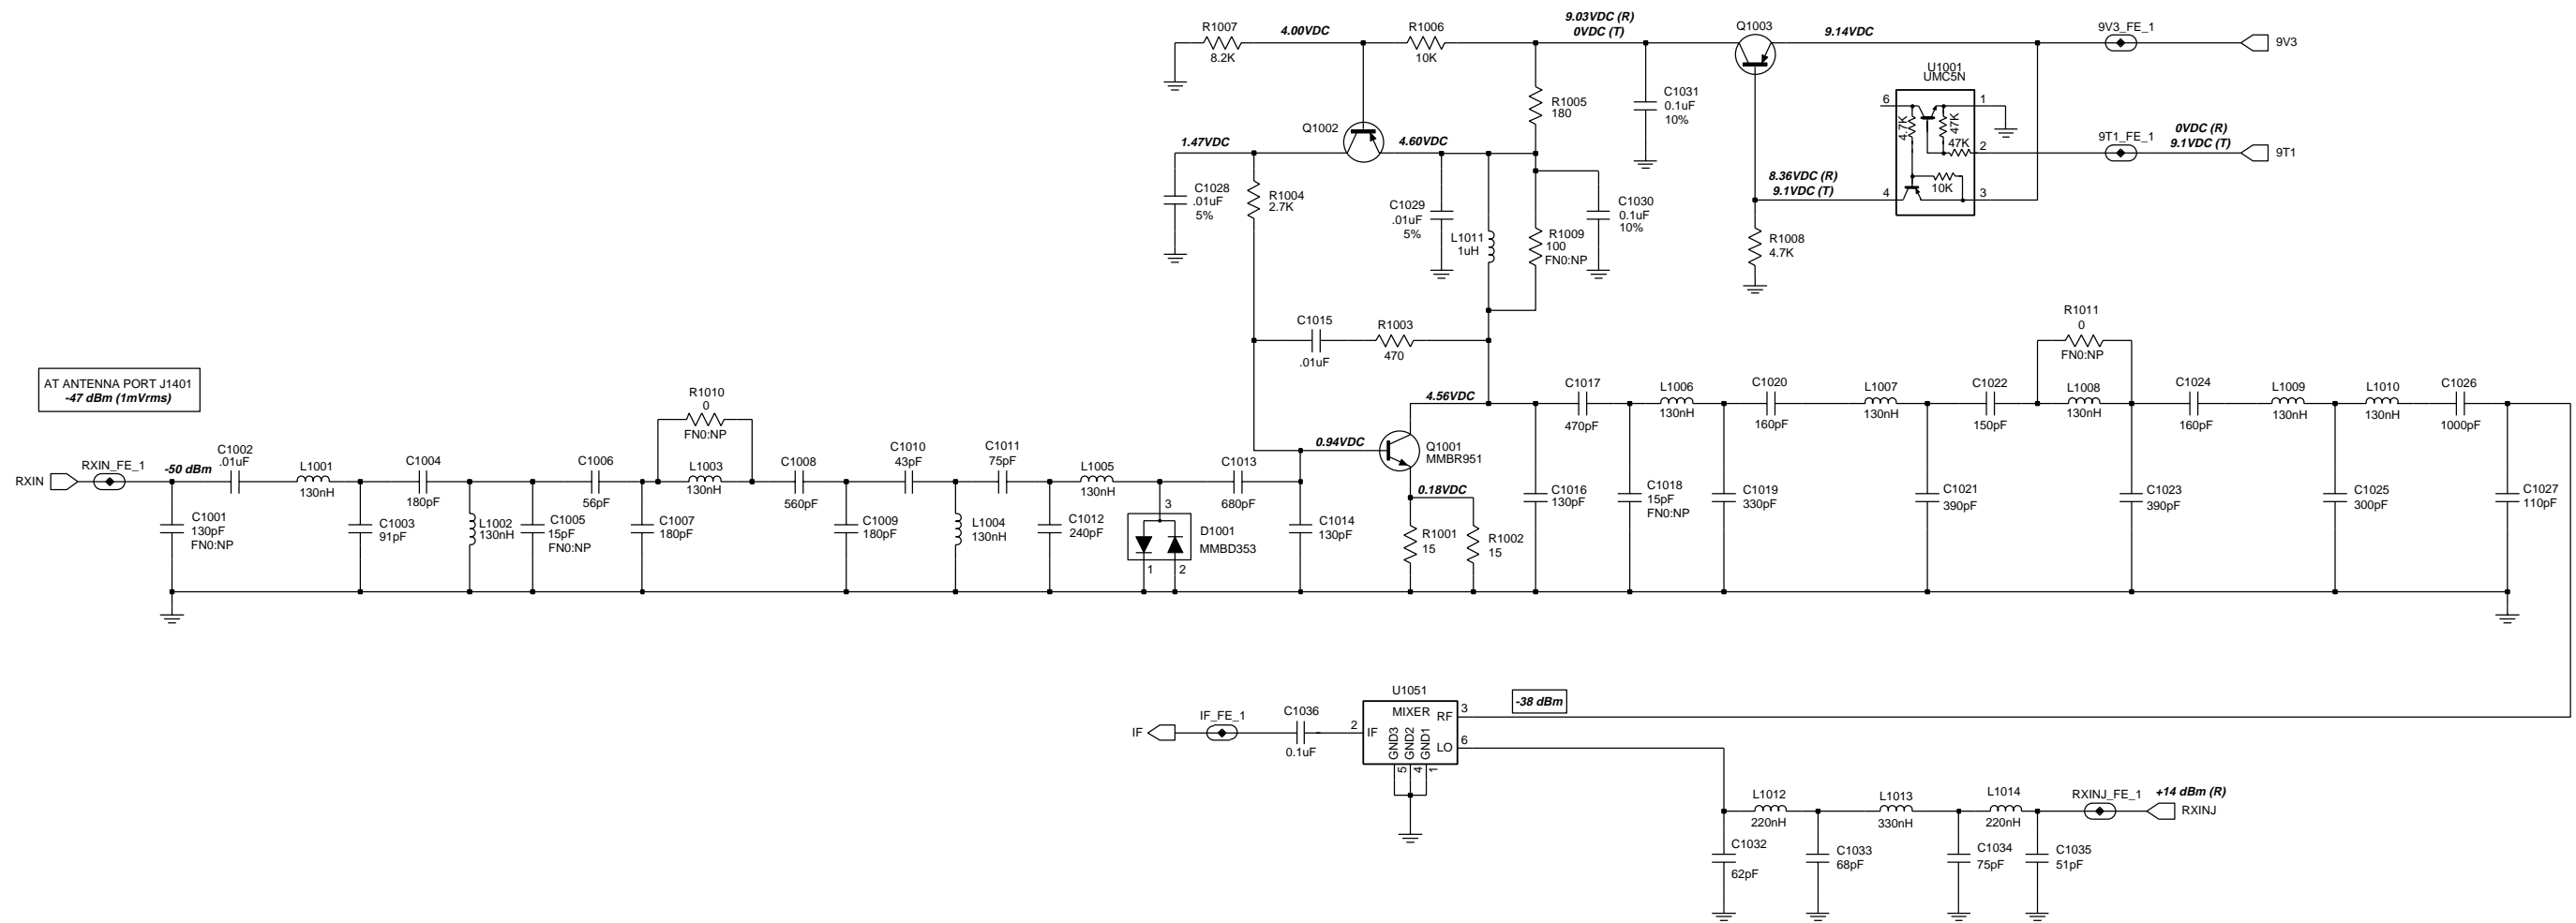 R1007
8.2K
4.00VDC
R1006
10K
9.03VDC (R)
0VDC (T)
Q1003
9.14VDC
9V3_FE_1
9V3
U1001
UMC5N
6
1
4.7K
47K
47K
2
10K
4
3
9T1_FE_1
0VDC (R)
9.1VDC (T)
9T1
R1005
180
C1031
0.1uF
10%
Q1002
1.47VDC
4.60VDC
8.36VDC (R)
9.1VDC (T)
C1028
.01uF
5%
R1004
2.7K
C1029
.01uF
5%
L1011
1uH
R1009
100
FN0:NP
C1030
0.1uF
10%
R1008
4.7K
C1015
.01uF
R1003
470
R1011
0
FN0:NP
AT ANTENNA PORT J1401
-47 dBm (1mVrms)
R1010
0
FN0:NP
4.56VDC
C1017
470pF
L1006
130nH
C1020
160pF
L1007
130nH
C1022
150pF
L1008
130nH
C1024
160pF
L1009
130nH
L1010
130nH
C1026
1000pF
RXIN
RXIN_FE_1
-50 dBm
C1002
.01uF
L1001
130nH
C1004
180pF
C1006
56pF
L1003
130nH
C1008
560pF
C1010
43pF
C1011
75pF
L1005
130nH
C1013
680pF
0.94VDC
Q1001
MMBR951
0.18VDC
C1001
130pF
FN0:NP
C1003
91pF
L1002
130nH
C1005
15pF
FN0:NP
C1007
180pF
C1009
180pF
L1004
130nH
C1012
240pF
3
D1001
MMBD353
1
2
C1014
130pF
R1001
15
R1002
15
C1016
130pF
C1018
15pF
FN0:NP
C1019
330pF
C1021
390pF
C1023
390pF
C1025
300pF
C1027
110pF
U1051
MIXER
RF
3
-38 dBm
IF
IF_FE_1
C1036
0.1uF
2
IF
GND3
GND2
GND1
LO
6
5
4
1
L1012
220nH
L1013
330nH
L1014
220nH
RXINJ_FE_1
+14 dBm (R)
RXINJ
C1032
62pF
C1033
68pF
C1034
75pF
C1035
51pF